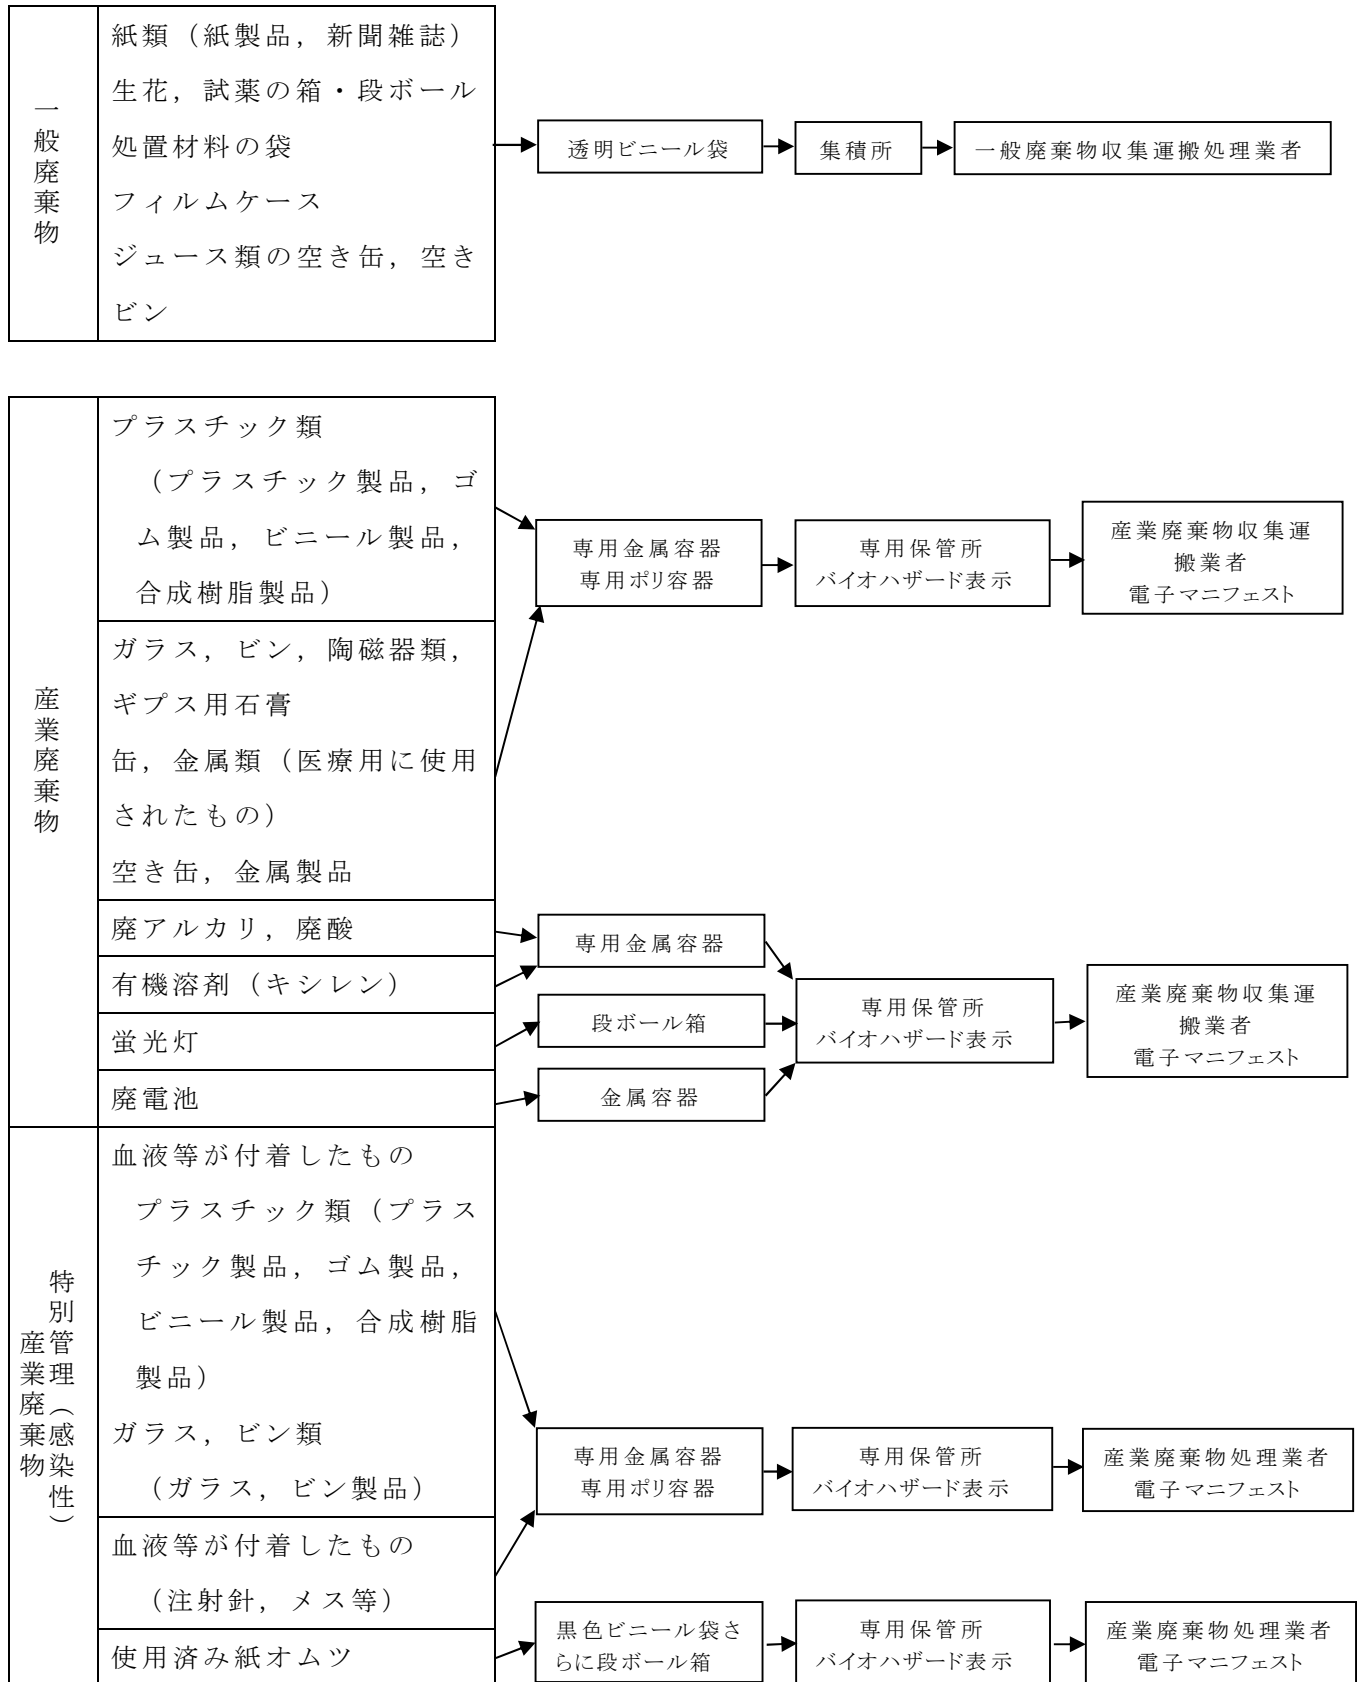 一般廃棄物
紙類（紙製品，新聞雑誌）
生花，試薬の箱・段ボール
処置材料の袋
フィルムケース
ジュース類の空き缶，空き
ビン
透明ビニール袋
集積所
一般廃棄物収集運搬処理業者
産業廃棄物
プラスチック類
（プラスチック製品，ゴ
ム製品，ビニール製品，
合成樹脂製品）
専用金属容器
専用ポリ容器
専用保管所
バイオハザード表示
産業廃棄物収集運
搬業者
電子マニフェスト
ガラス，ビン，陶磁器類，
ギプス用石膏
缶，金属類（医療用に使用
されたもの）
空き缶，金属製品
廃アルカリ，廃酸
有機溶剤（キシレン）
蛍光灯
廃電池
専用金属容器
段ボール箱
金属容器
専用保管所
バイオハザード表示
産業廃棄物収集運
搬業者
電子マニフェスト
特別管理（感染性）
産業廃棄物
血液等が付着したもの
プラスチック類（プラス
チック製品，ゴム製品，
ビニール製品，合成樹脂
製品）
ガラス，ビン類
（ガラス，ビン製品）
血液等が付着したもの
（注射針，メス等）
専用金属容器
専用ポリ容器
専用保管所
バイオハザード表示
産業廃棄物処理業者
電子マニフェスト
使用済み紙オムツ
黒色ビニール袋さ
らに段ボール箱
専用保管所
バイオハザード表示
産業廃棄物処理業者
電子マニフェスト